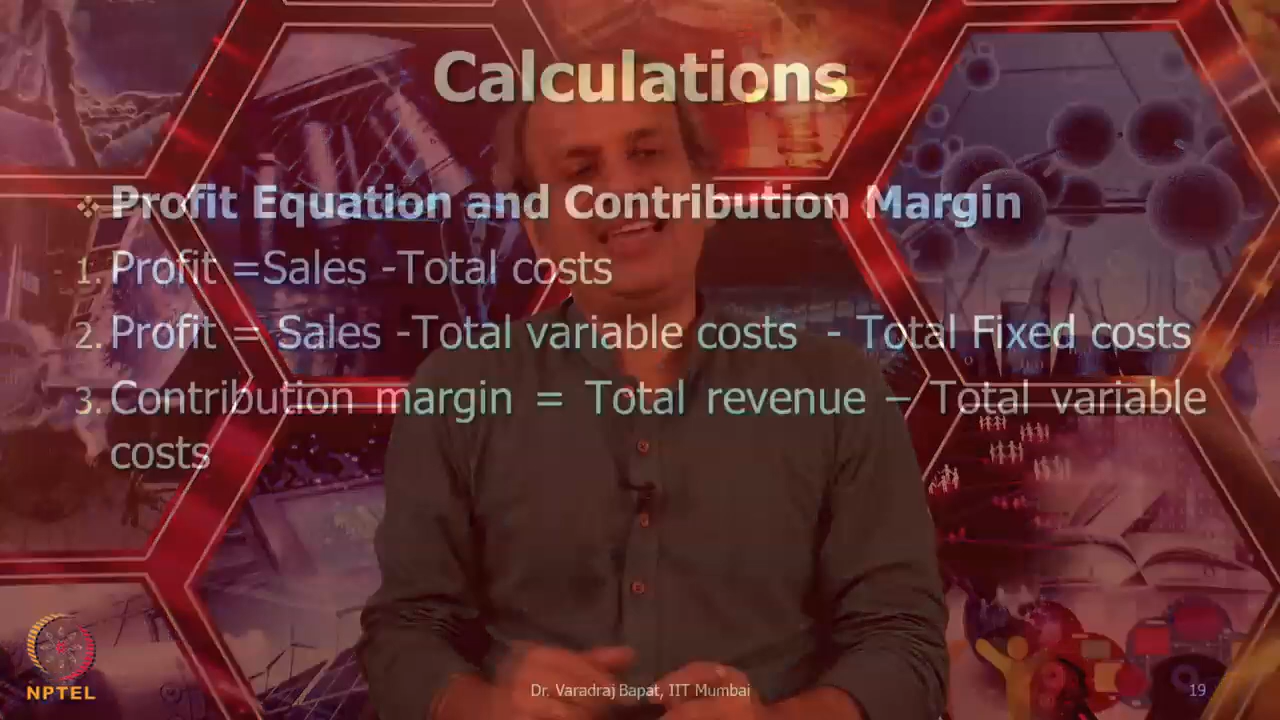 Calculations
❖ Profit Equation and Contribution Margin
1. Profit =Sales -Total costs
2. Profit = Sales -Total variable costs - Total Fixed costs
3. Contribution margin = Total revenue – Total variable
costs
NPTEL
Dr. Varadraj Bapat, IIT Mumbai
19